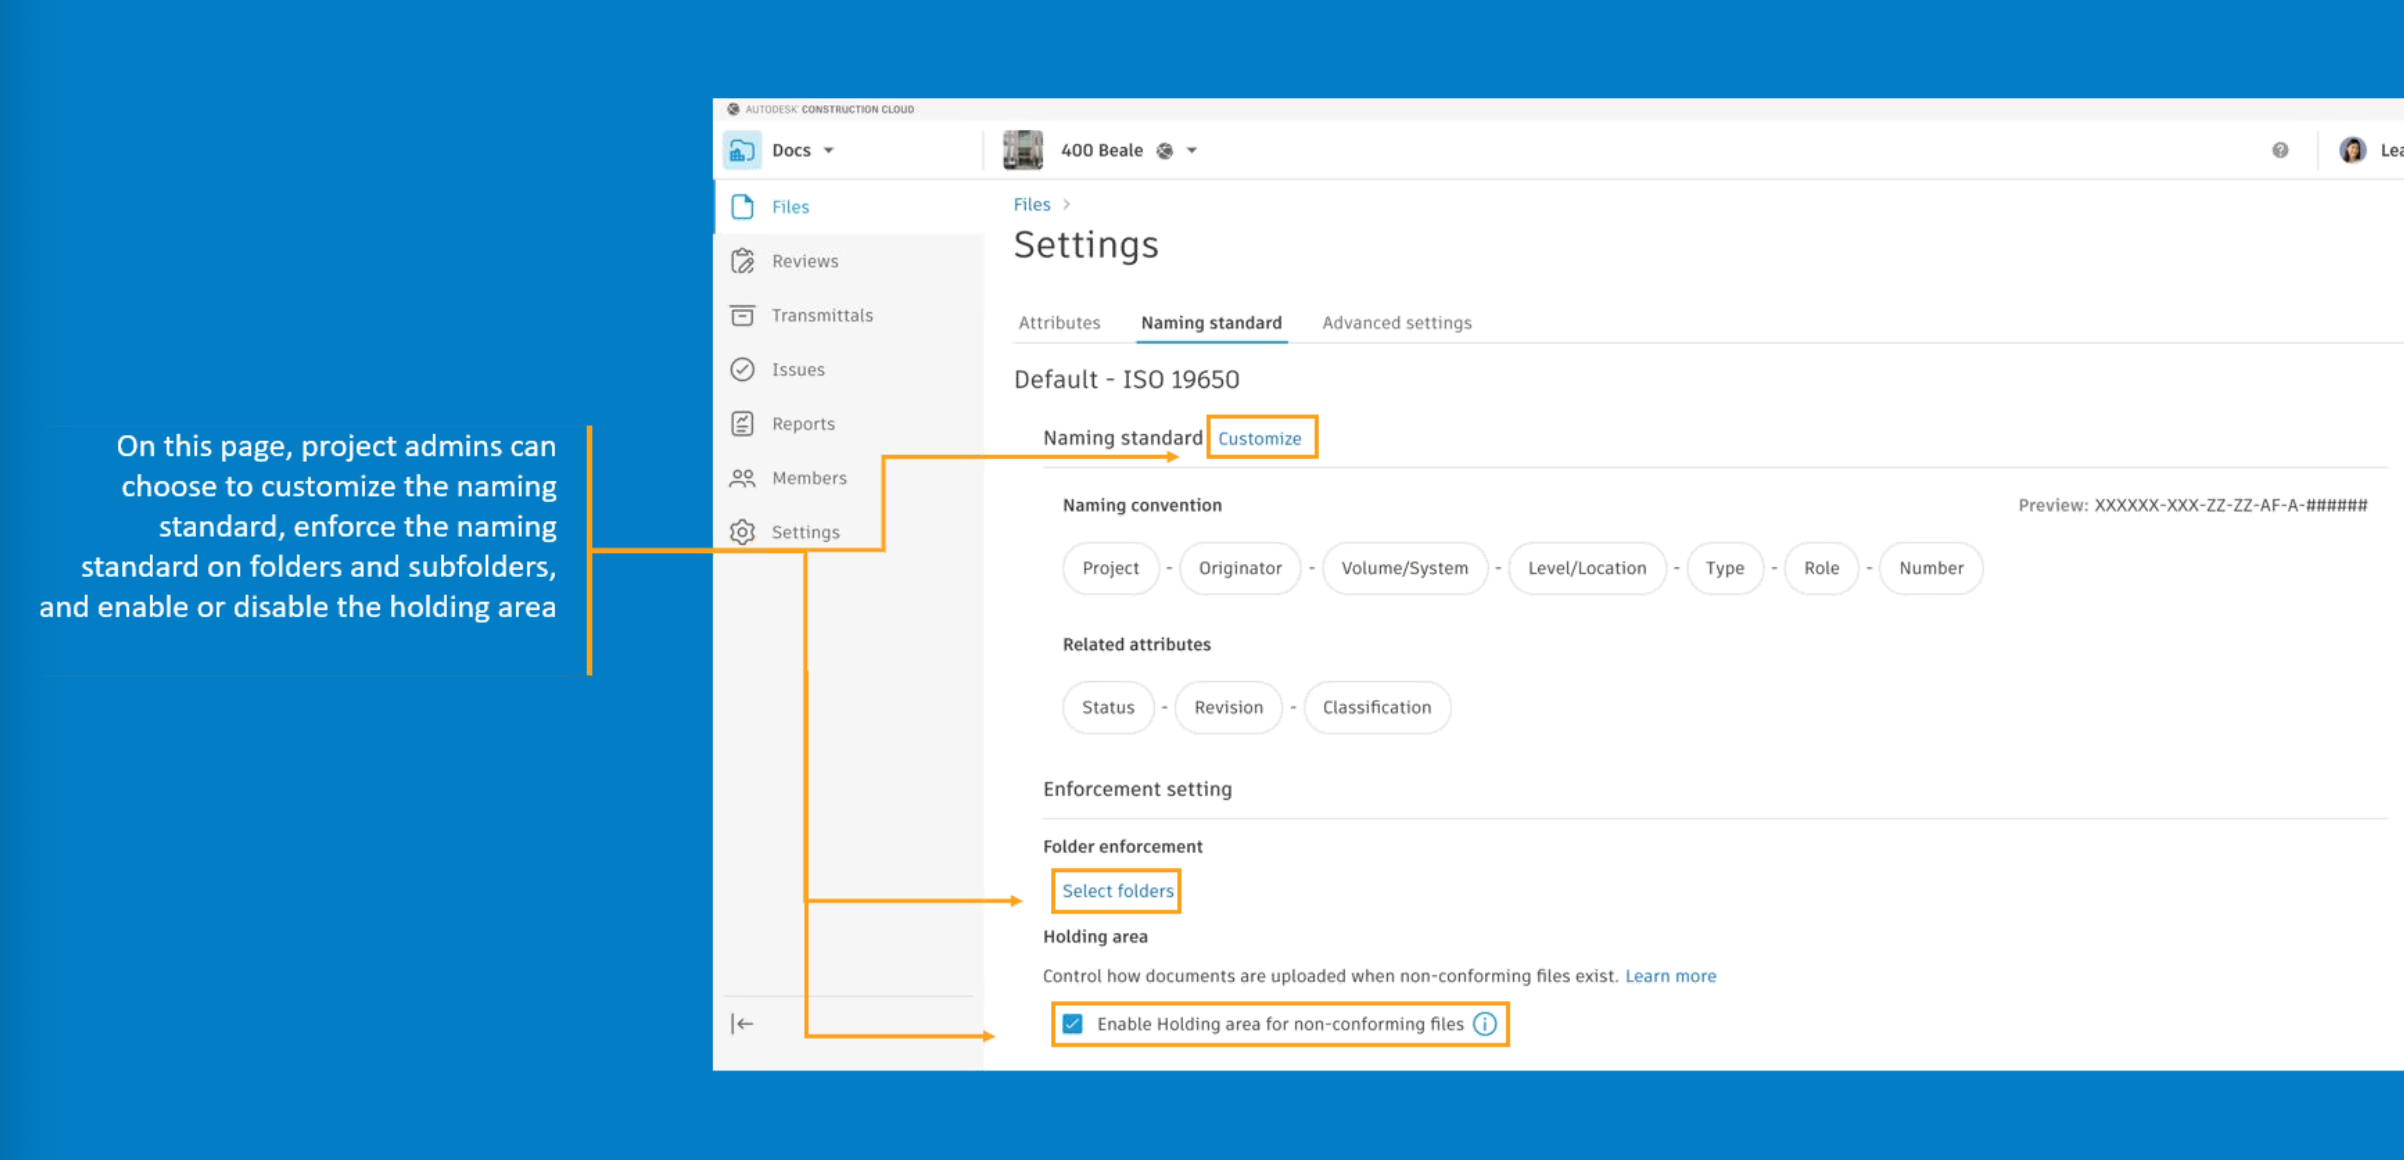 AUTODESK CONSTRUCTION CLOUD
Docs
400 Beale
Files
Reviews
Transmittals
Issues
Reports
Members
Settings
Files >
Settings
Attributes Naming standard Advanced settings
Default - ISO 19650
Naming standard Customize
Naming convention
Preview: XXXXXX-XXX-ZZ-ZZ-AF-A-######
Project - Originator - Volume/System - Level/Location - Type - Role - Number
Related attributes
Status - Revision - Classification
Enforcement setting
Folder enforcement
Select folders
Holding area
Control how documents are uploaded when non-conforming files exist. Learn more
Enable Holding area for non-conforming files
On this page, project admins can
choose to customize the naming
standard, enforce the naming
standard on folders and subfolders,
and enable or disable the holding area